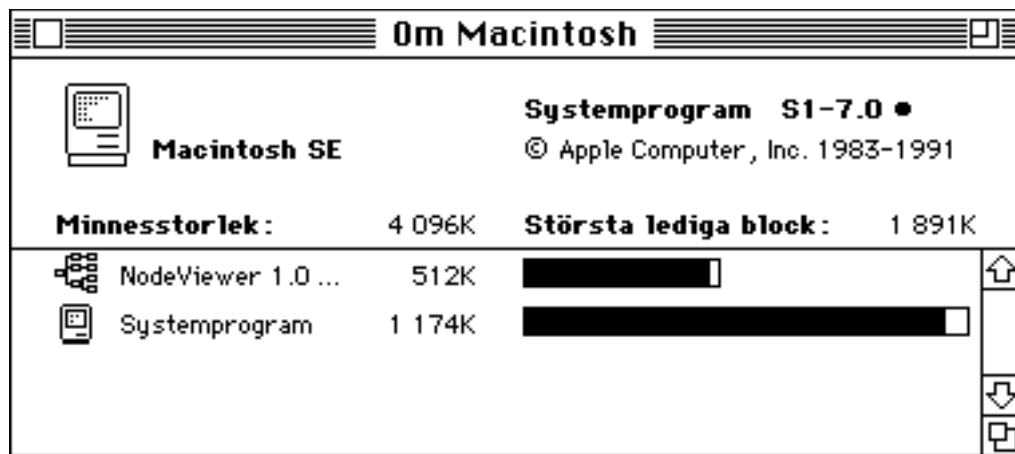 Om Macintosh
Macintosh SE
Systemprogram S1-7.0 •
© Apple Computer, Inc. 1983-1991
Minnesstorlek: 4 096K Största lediga block: 1 891K
NodeViewer 1.0 ... 512K
Systemprogram 1 174K